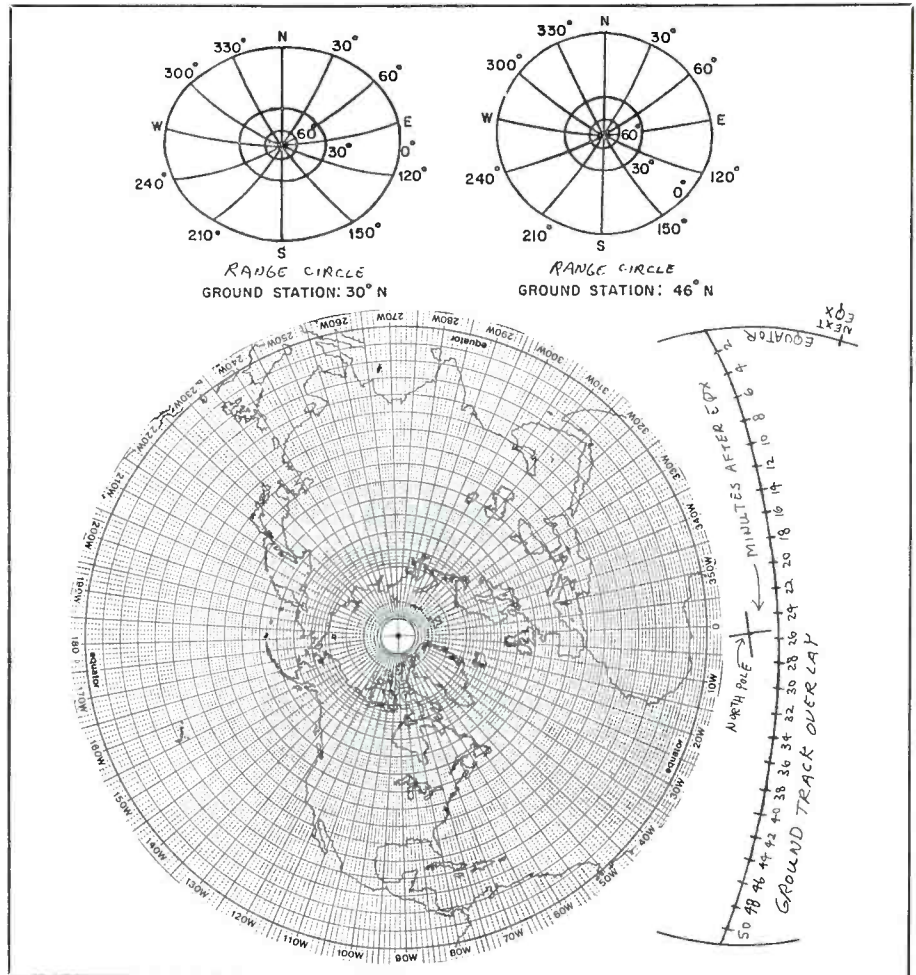 N
330° 30°
300° 60°
W E
60°
30° 0°
240° 120°
210° 150°
S
RANGE CIRCLE
GROUND STATION: 30° N
N
330° 30°
300° 60°
W E
60°
30°
240° 120°
0°
210° 150°
S
RANGE CIRCLE
GROUND STATION: 46° N
260W 270W 280W
250W 290W
equator
240W 300W
230W 310W
220W 320W
210W 330W
200W 340W
190W 350W
180 0
equator
170W 10W
160W 20W
equator
150W 30W
140W 40W
130W 50W
120W 60W
110W 70W
100W 90W 80W
NEXT
EQX
EQUATOR
2
4
6
8
10
12
14
16
18
20
22
24
26
28
30
32
34
36
38
40
42
44
46
48
50
MINUTES AFTER EQX
NORTH POLE
GROUND TRACK OVERLAY